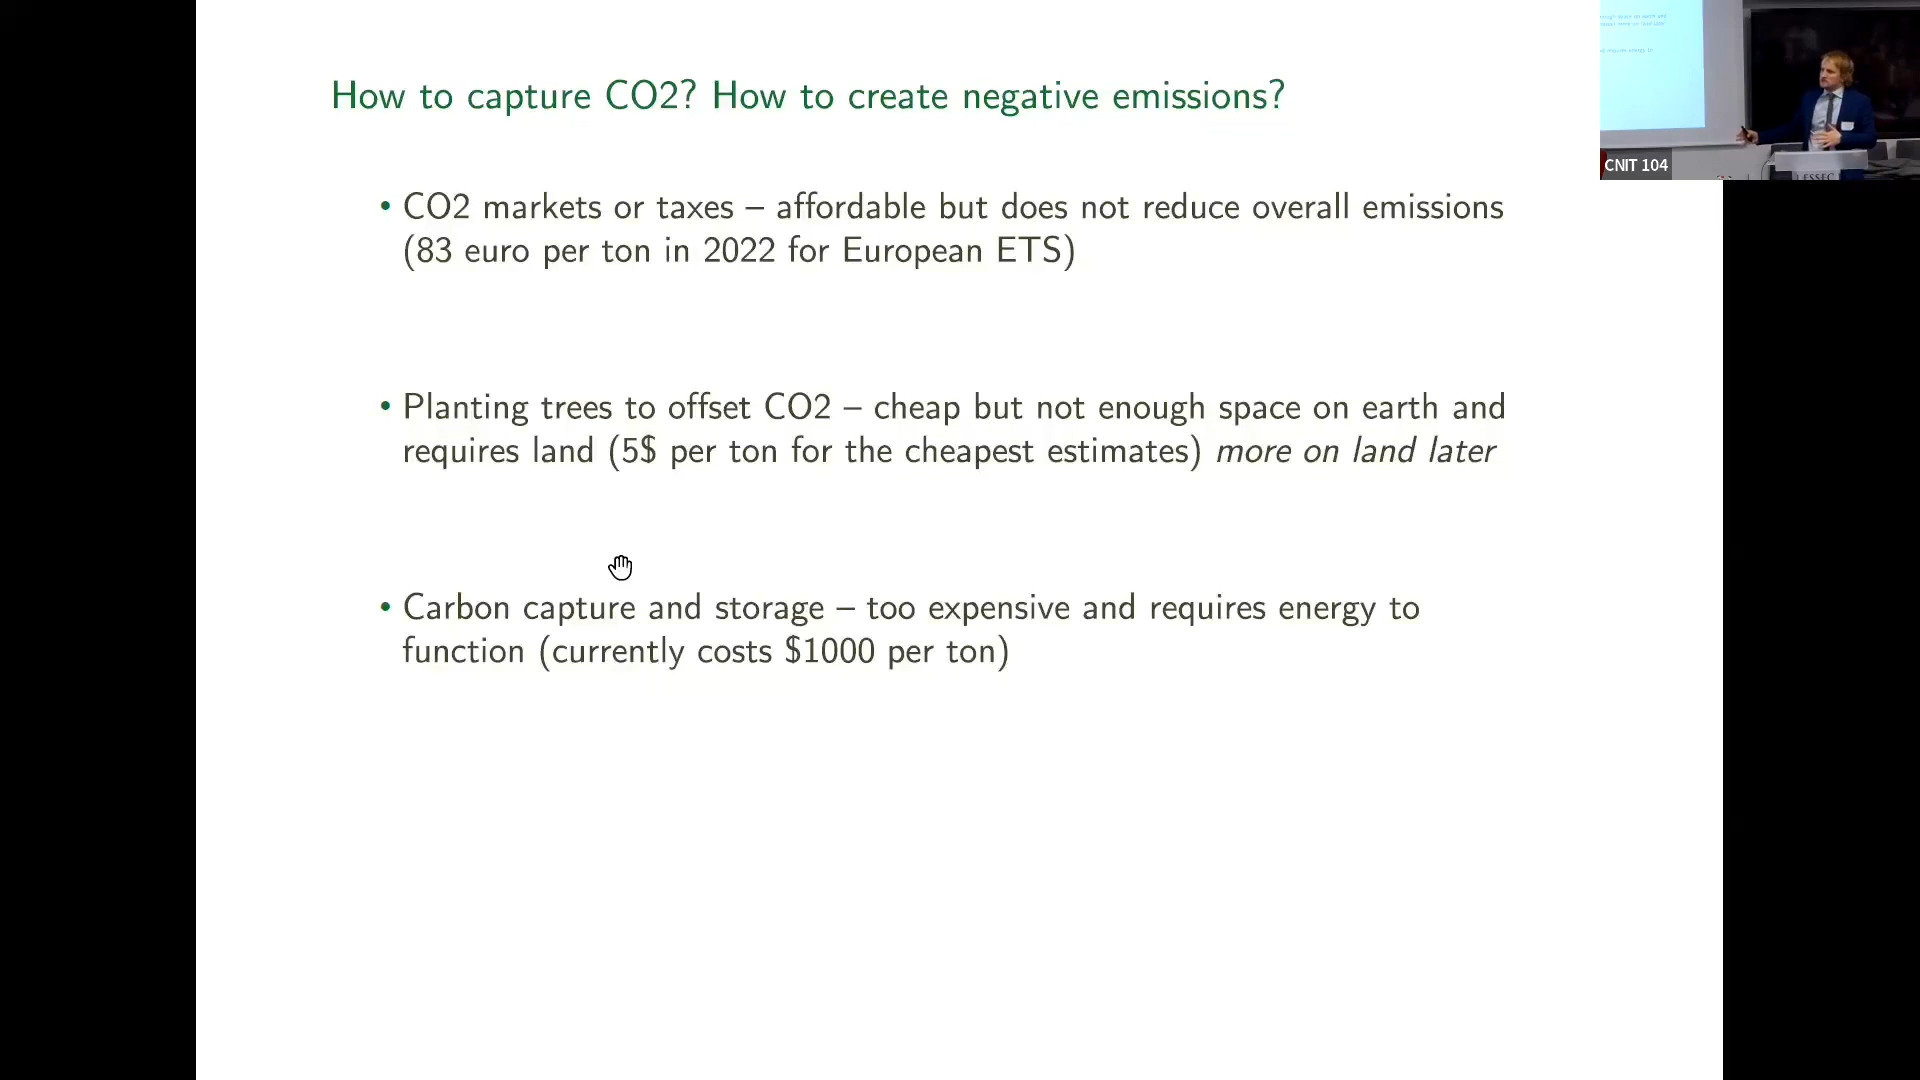 How to capture CO2? How to create negative emissions?
• CO2 markets or taxes – affordable but does not reduce overall emissions
(83 euro per ton in 2022 for European ETS)
• Planting trees to offset CO2 – cheap but not enough space on earth and
requires land (5$ per ton for the cheapest estimates) more on land later
• Carbon capture and storage – too expensive and requires energy to
function (currently costs $1000 per ton)
CNIT 104
ESSEC